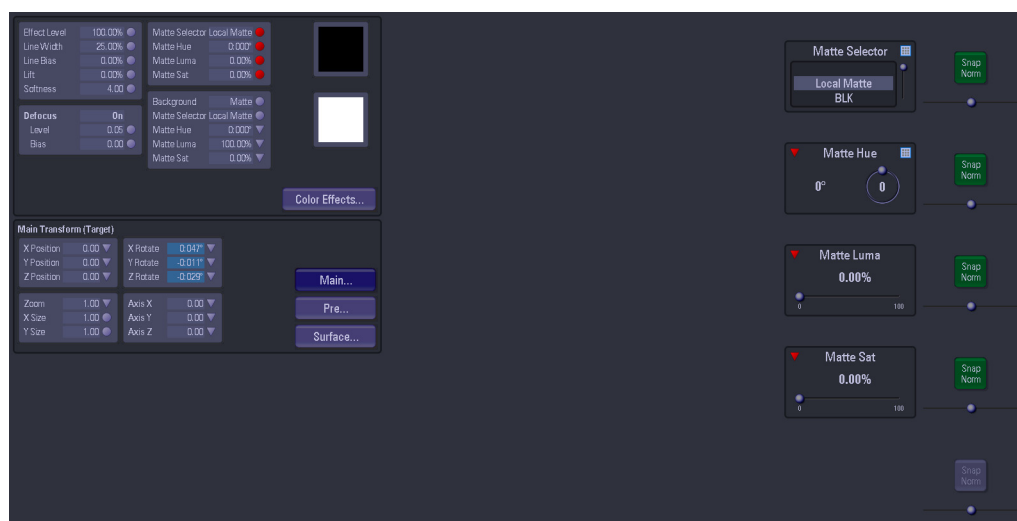 Effect Level 100.00%
Line Width 25.00%
Line Bias 0.00%
Lift 0.00%
Softness 4.00
Defocus On
Level 0.05
Bias 0.00
Matte Selector Local Matte
Matte Hue 0:000°
Matte Luma 0.00%
Matte Sat 0.00%
Background Matte
Matte Selector Local Matte
Matte Hue 0:000°
Matte Luma 100.00%
Matte Sat 0.00%
Color Effects...
Main Transform (Target)
X Position 0.00
Y Position 0.00
Z Position 0.00
X Rotate 0:047°
Y Rotate -0:011°
Z Rotate -0:029°
Zoom 1.00
X Size 1.00
Y Size 1.00
Axis X 0.00
Axis Y 0.00
Axis Z 0.00
Main...
Pre...
Surface...
Matte Selector
Local Matte
BLK
Snap
Norm
Matte Hue
0° 0
Snap
Norm
Matte Luma
0.00%
0 100
Snap
Norm
Matte Sat
0.00%
0 100
Snap
Norm
Snap
Norm